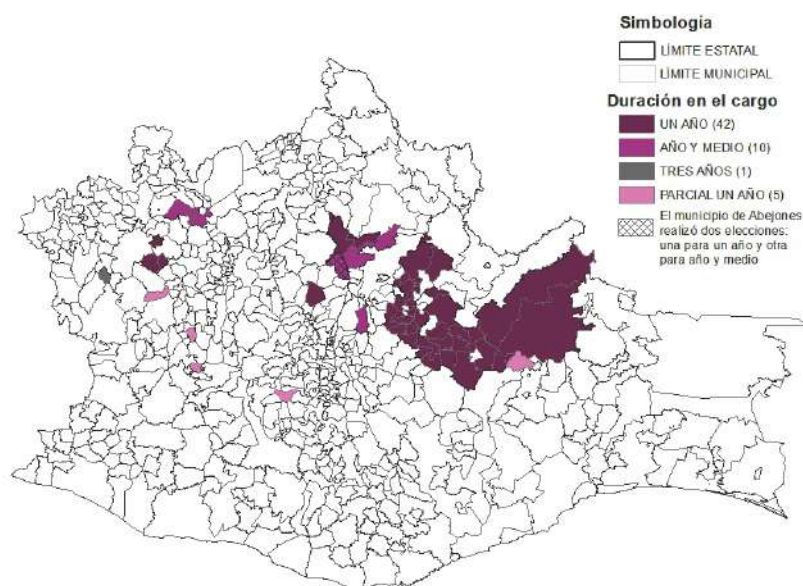 Simbología
LÍMITE ESTATAL
LÍMITE MUNICIPAL
Duración en el cargo
UN AÑO (42)
AÑO Y MEDIO (10)
TRES AÑOS (1)
PARCIAL UN AÑO (5)
El municipio de Abejones
realizó dos elecciones:
una para un año y otra
para año y medio